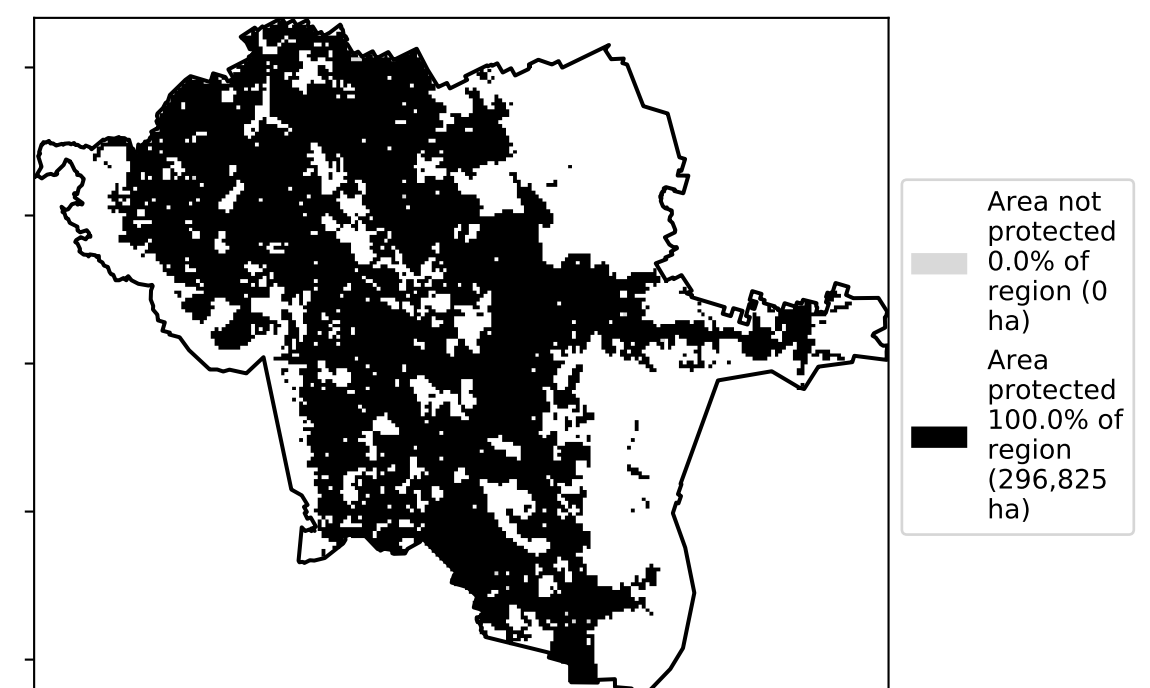 Area not
protected
0.0% of
region (0
ha)
Area
protected
100.0% of
region
(296,825
ha)